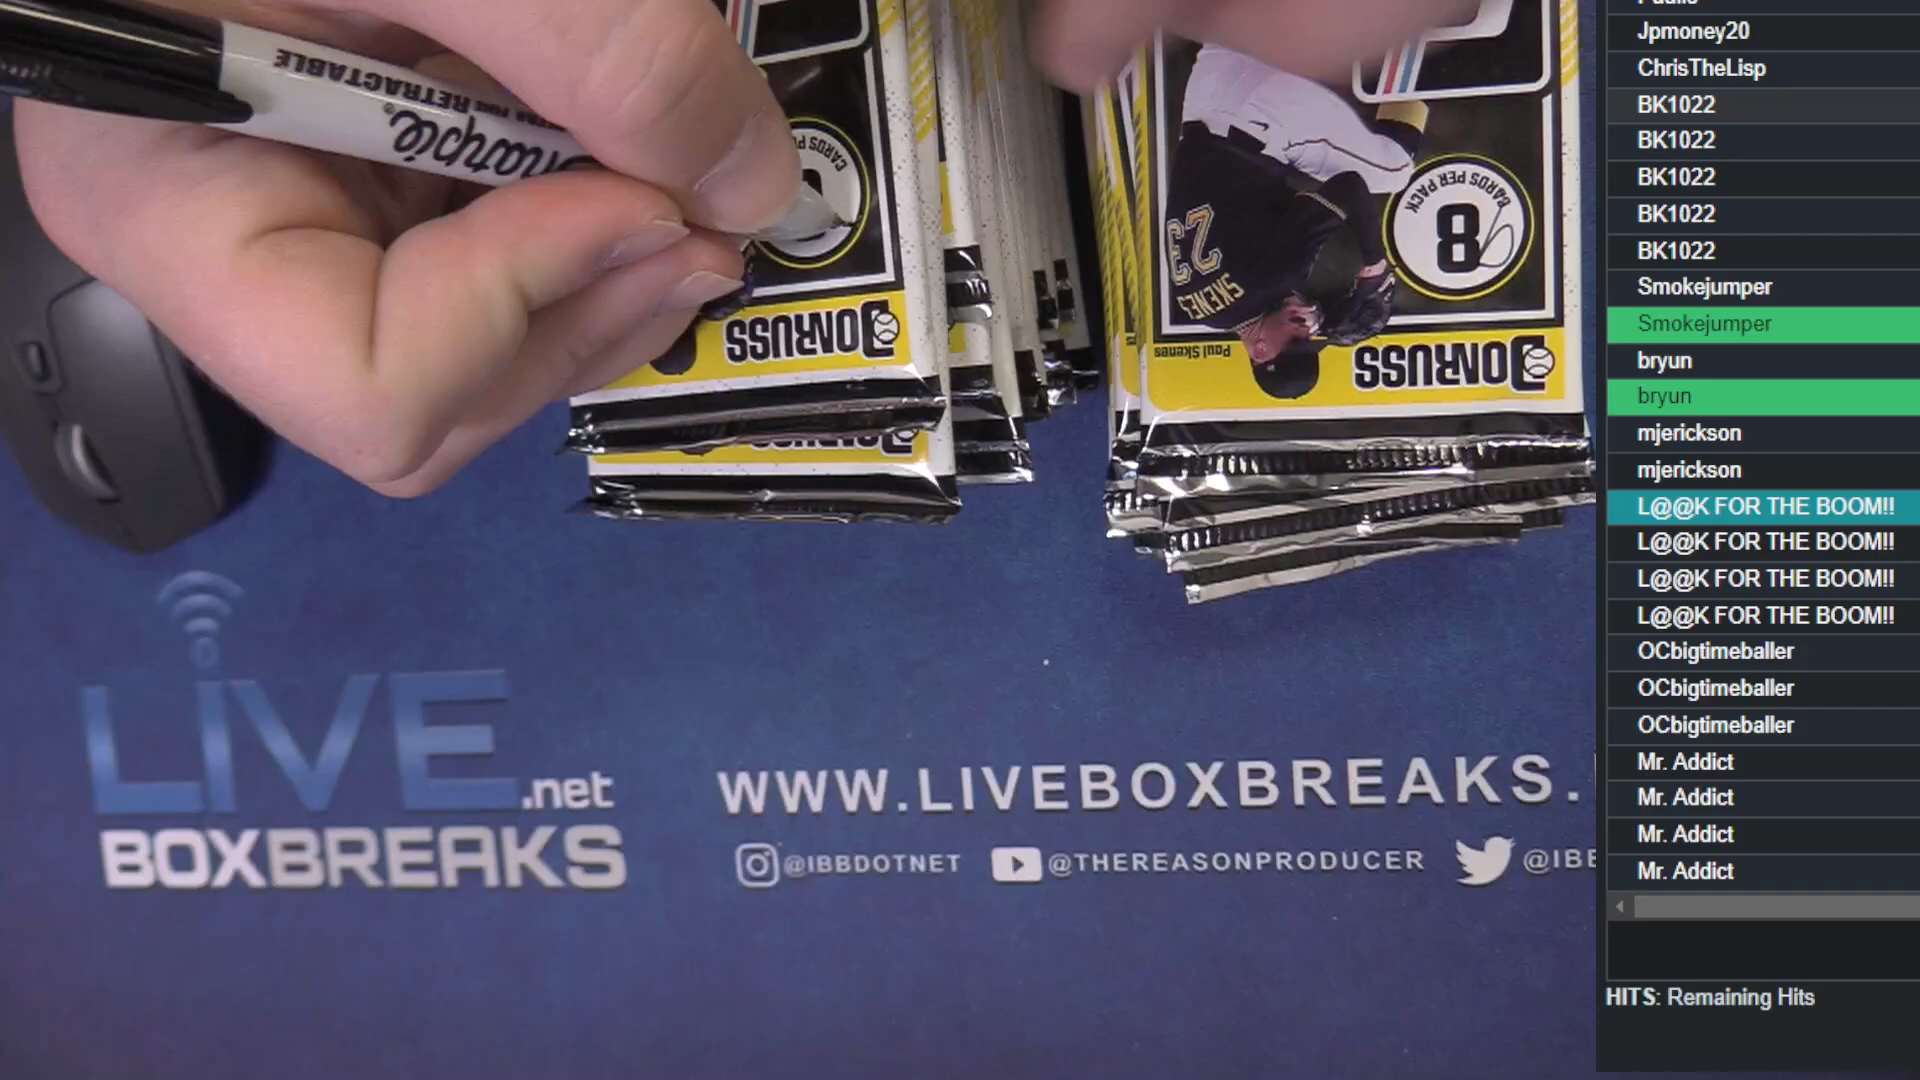 Jpmoney20
ChrisTheLisp
BK1022
BK1022
BK1022
BK1022
BK1022
Smokejumper
Smokejumper
bryun
bryun
mjerickson
mjerickson
L@@K FOR THE BOOM!!
L@@K FOR THE BOOM!!
L@@K FOR THE BOOM!!
L@@K FOR THE BOOM!!
OCbigtimeballer
OCbigtimeballer
OCbigtimeballer
Mr. Addict
Mr. Addict
Mr. Addict
Mr. Addict
HITS: Remaining Hits
RETRACTABLE
Sharpie
CARDS PER
DONRUSS
DONRUSS
8
CARDS PER PACK
23
SKENES
Paul Skenes
DONRUSS
LIVE.net
BOXBREAKS
WWW.LIVEBOXBREAKS.
@IBBDOTNET
@THEREASONPRODUCER